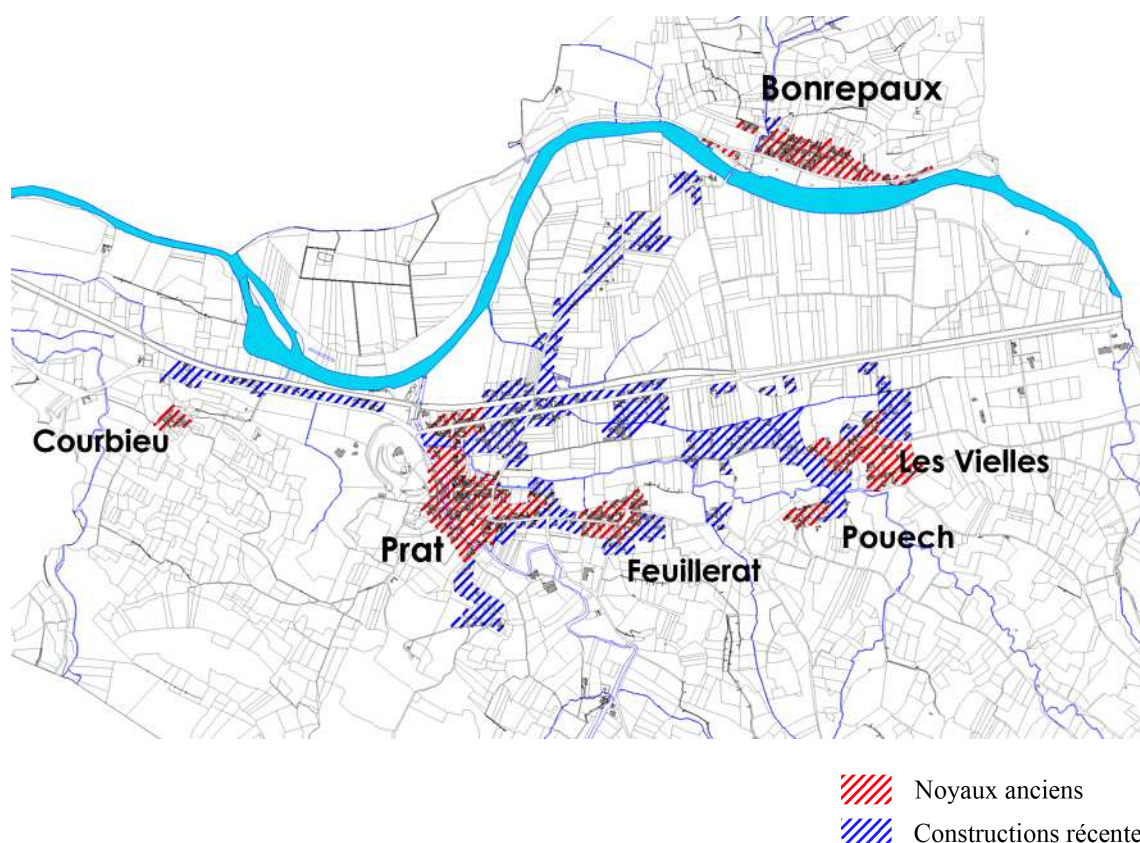 Bonrepaux
Courbieu
Les Vielles
Prat
Pouech
Feuillerat
Noyaux anciens
Constructions récente